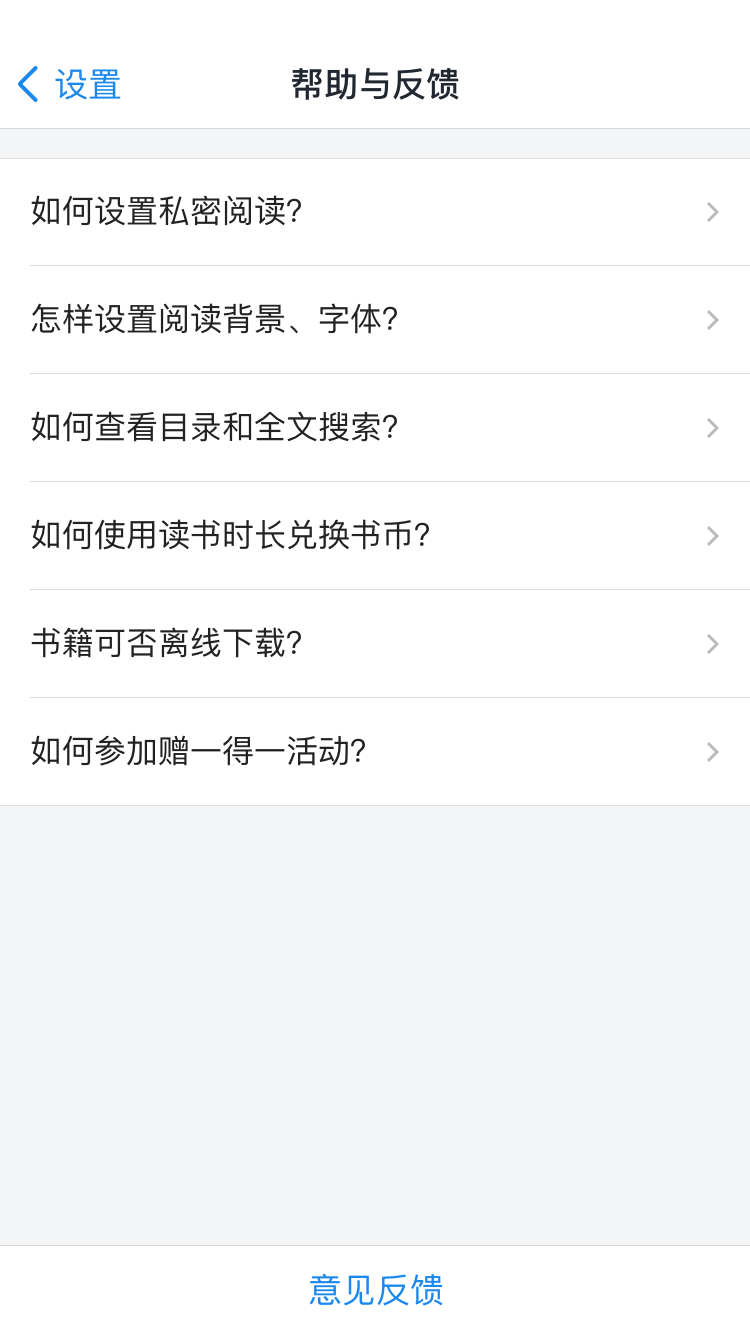 设置
帮助与反馈
如何设置私密阅读?
怎样设置阅读背景、字体?
如何查看目录和全文搜索?
如何使用读书时长兑换书币?
书籍可否离线下载?
如何参加赠一得一活动?
意见反馈